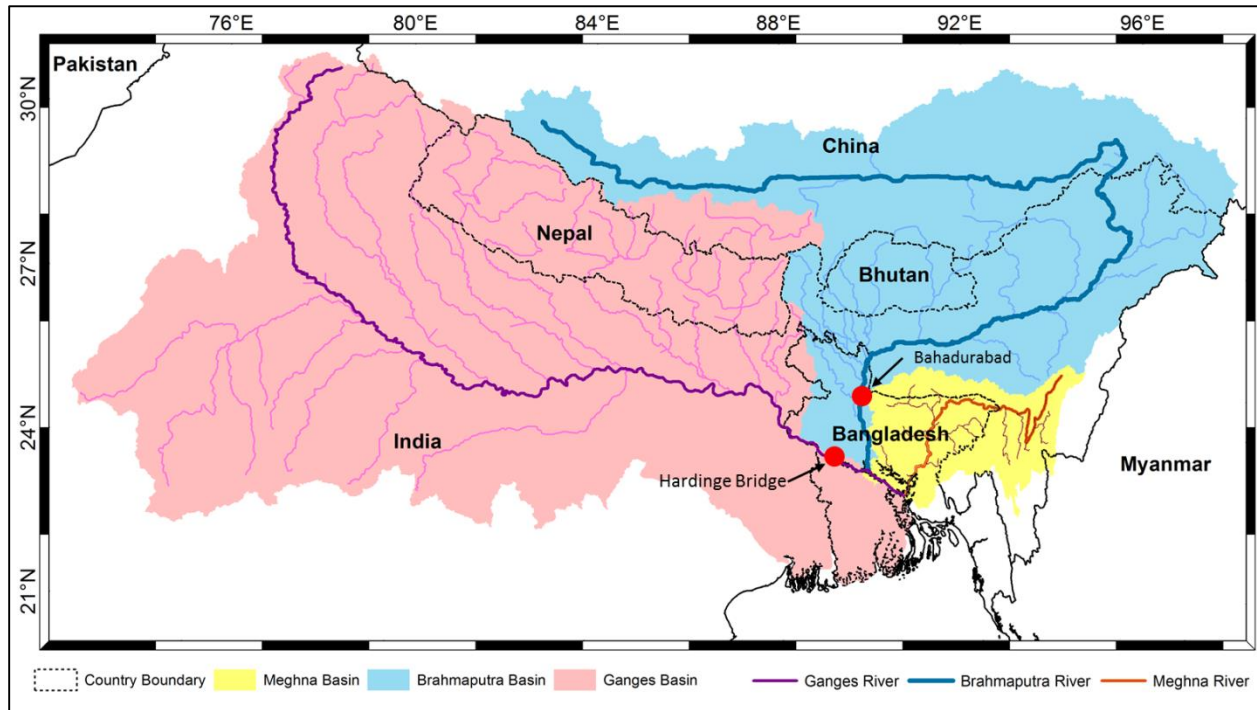 76°E 80°E 84°E 88°E 92°E 96°E
Pakistan
30°N
China
Nepal
27°N
Bhutan
Bahadurabad
24°N
India
Bangladesh
Myanmar
Hardinge Bridge
21°N
Country Boundary Meghna Basin Brahmaputra Basin Ganges Basin Ganges River Brahmaputra River Meghna River